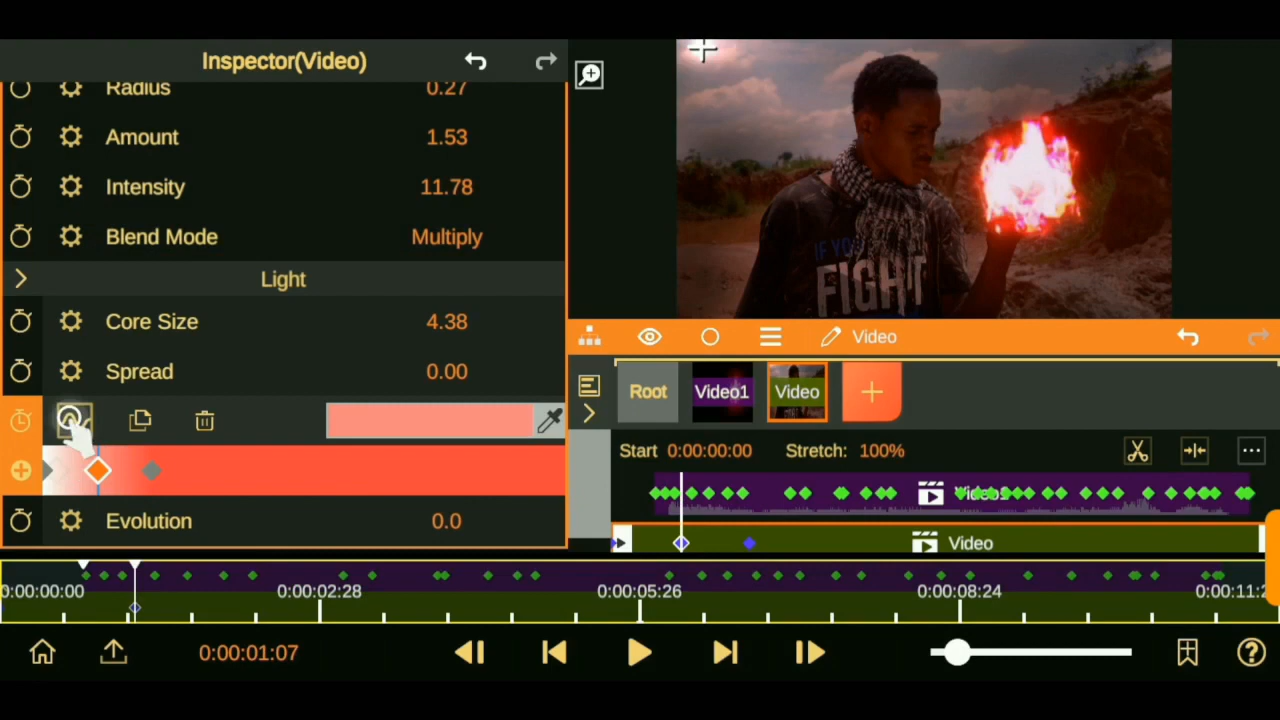 Inspector(Video)
Radius 0.27
Amount 1.53
Intensity 11.78
Blend Mode Multiply
Light
Core Size 4.38
Spread 0.00
Evolution 0.0
IF YOU
FIGHT
Video
Root Video1 Video
Start 0:00:00:00 Stretch: 100%
Video
0:00:00:00 0:00:02:28 0:00:05:26 0:00:08:24 0:00:11:2
0:00:01:07